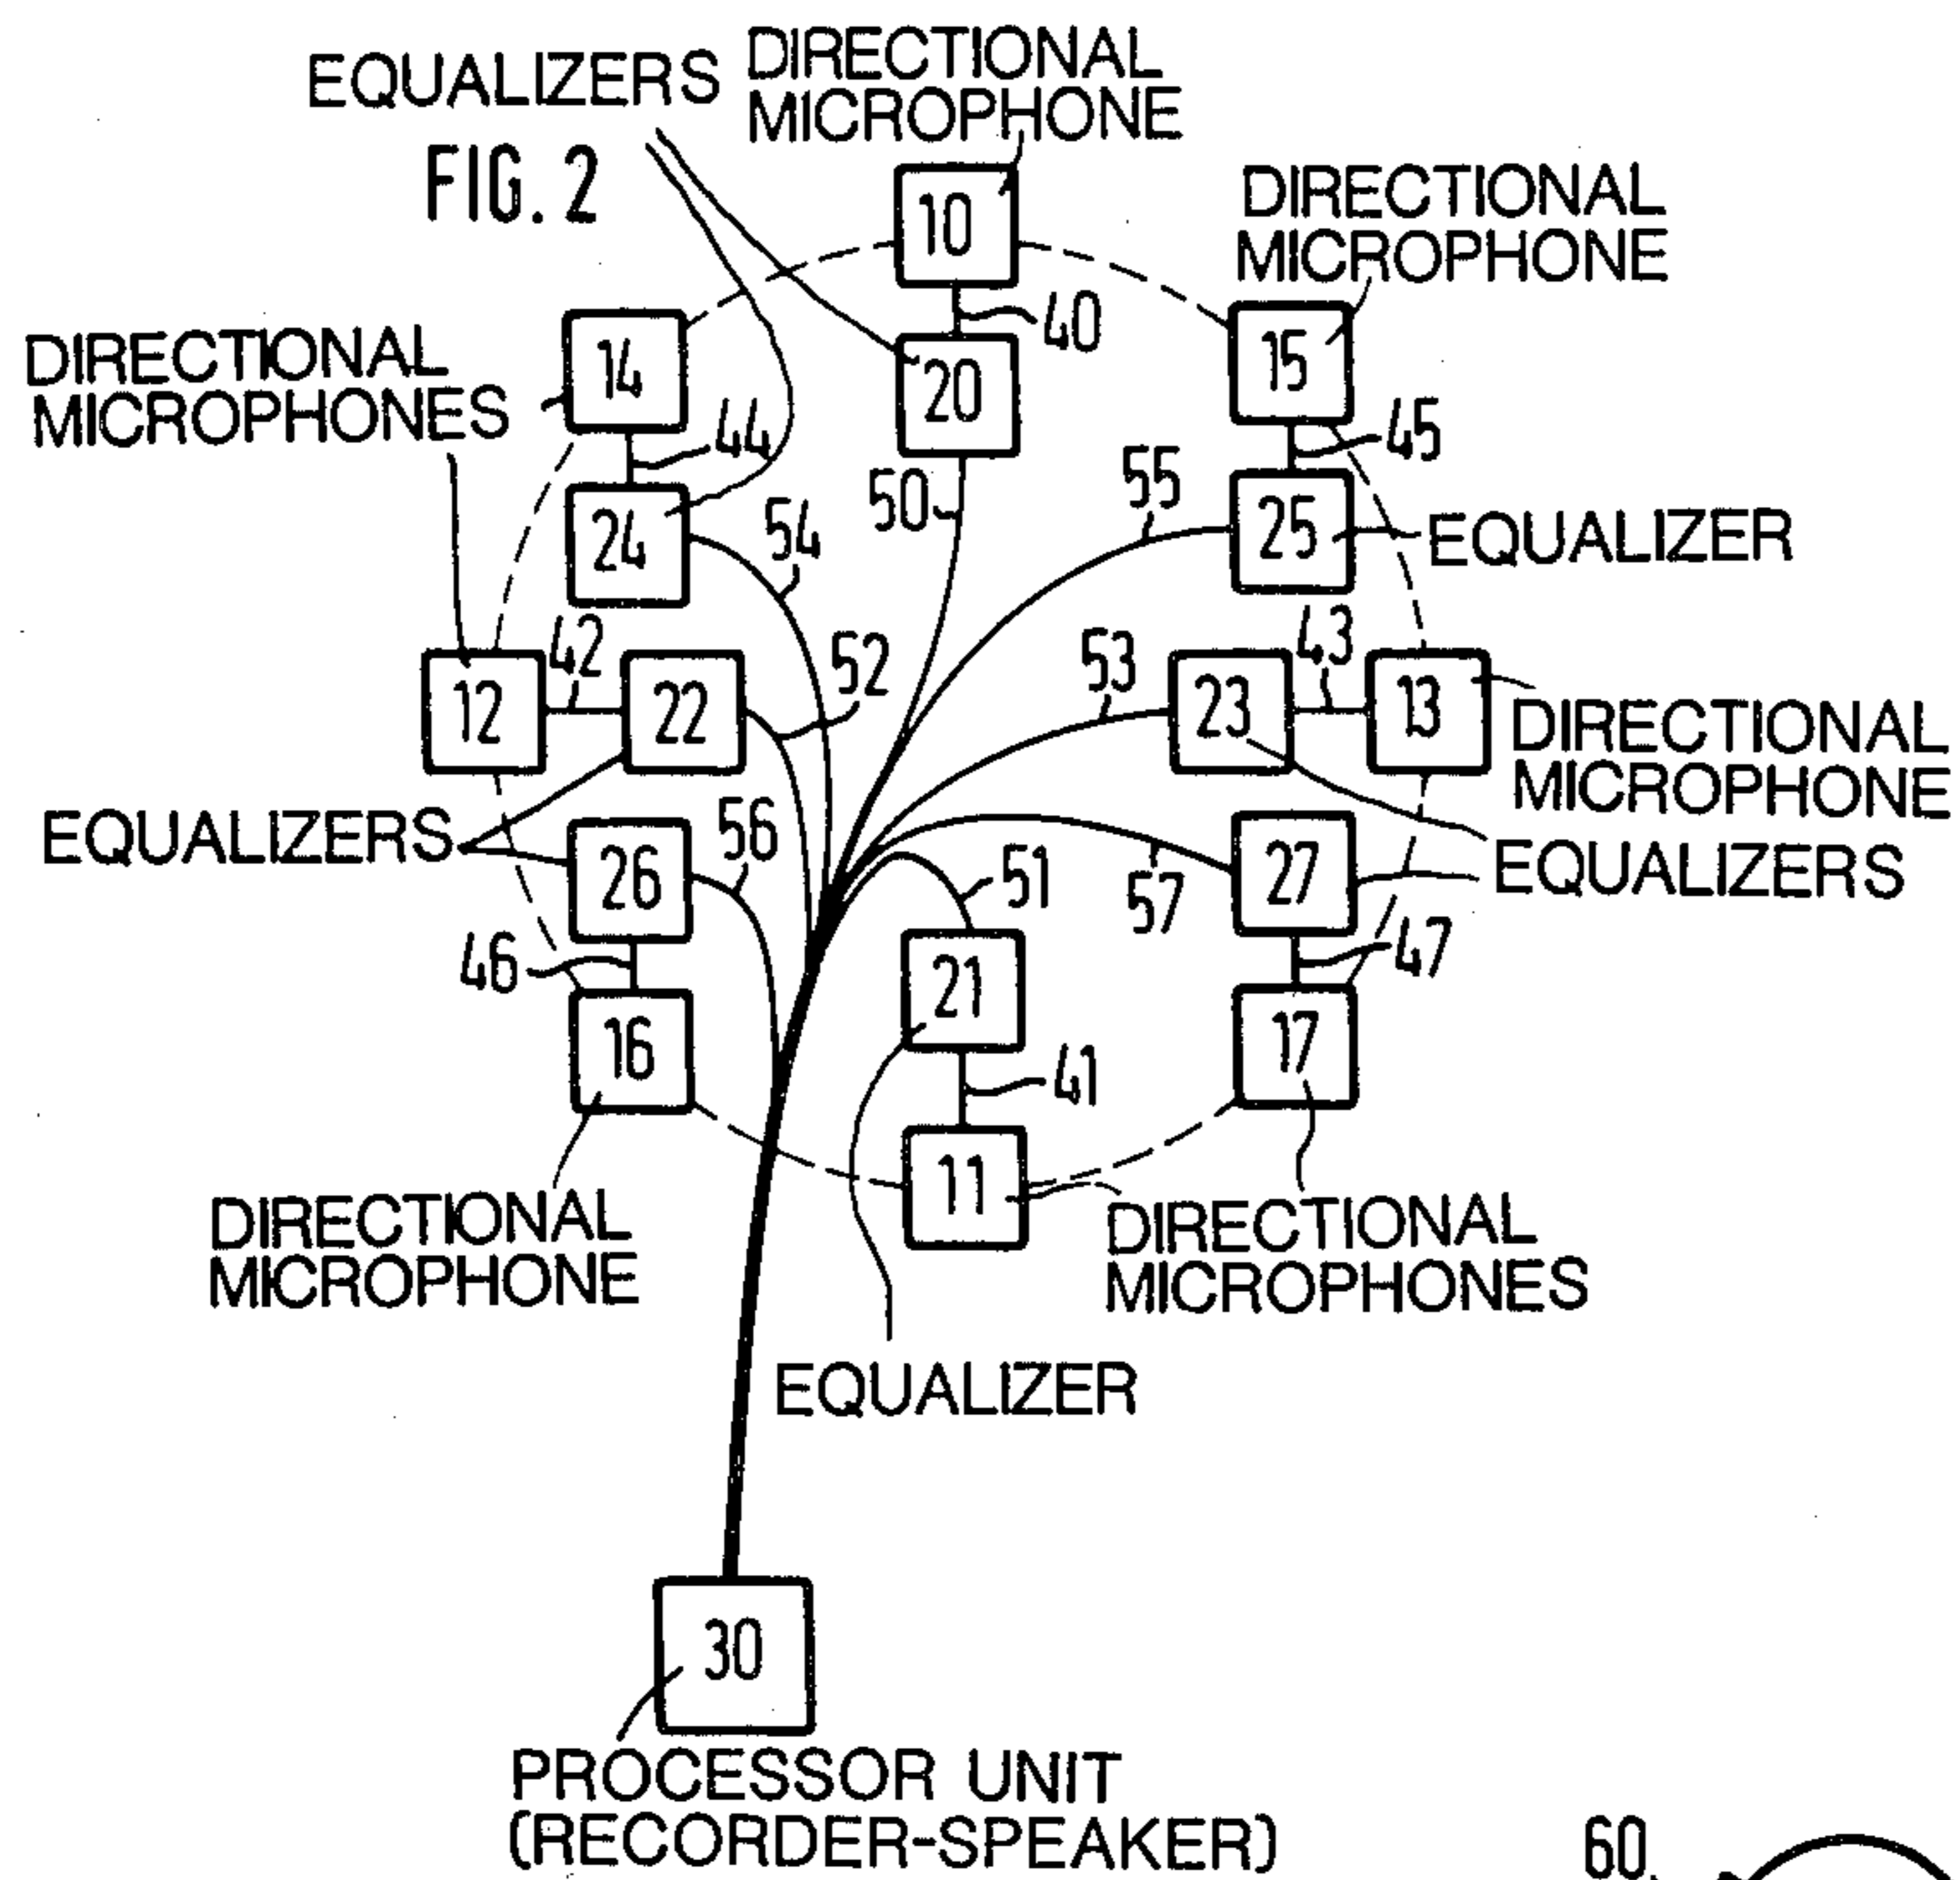 EQUALIZERS
DIRECTIONAL
MICROPHONE
FIG. 2
10
DIRECTIONAL
MICROPHONE
40
15
14
DIRECTIONAL
MICROPHONES
20
44
45
50
55
54
24
25
EQUALIZER
42
52
53
43
12
22
23
13
DIRECTIONAL
MICROPHONE
EQUALIZERS
56
26
51
57
27
EQUALIZERS
46
47
21
16
41
17
11
DIRECTIONAL
MICROPHONE
DIRECTIONAL
MICROPHONES
EQUALIZER
30
PROCESSOR UNIT
(RECORDER-SPEAKER)
60